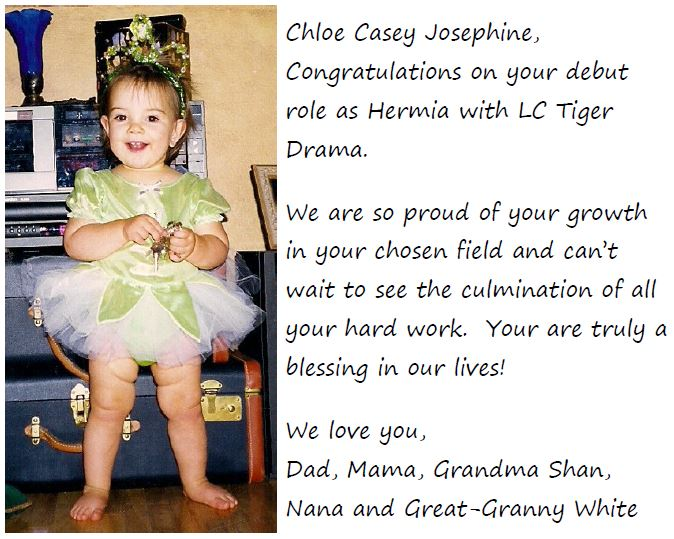 Chloe Casey Josephine,
Congratulations on your debut
role as Hermia with LC Tiger
Drama.
We are so proud of your growth
in your chosen field and can't
wait to see the culmination of all
your hard work.  Your are truly a
blessing in our lives!
We love you,
Dad, Mama, Grandma Shan,
Nana and Great-Granny White